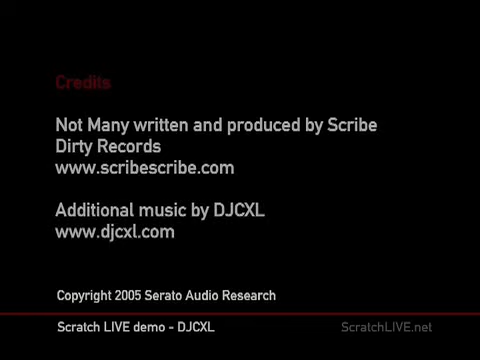 Credits
Not Many written and produced by Scribe
Dirty Records
www.scribescribe.com
Additional music by DJCXL
www.djcxl.com
Copyright 2005 Serato Audio Research
Scratch LIVE demo - DJCXL
ScratchLIVE.net